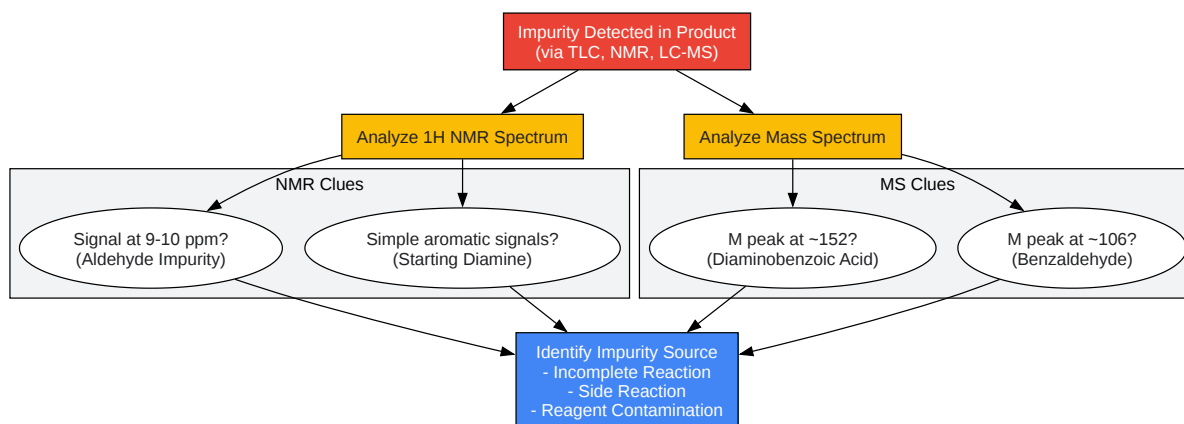 Impurity Detected in Product
(via TLC, NMR, LC-MS)
Analyze 1H NMR Spectrum
Analyze Mass Spectrum
NMR Clues
MS Clues
Signal at 9-10 ppm?
(Aldehyde Impurity)
Simple aromatic signals?
(Starting Diamine)
M peak at ~152?
(Diaminobenzoic Acid)
M peak at ~106?
(Benzaldehyde)
Identify Impurity Source
- Incomplete Reaction
- Side Reaction
- Reagent Contamination